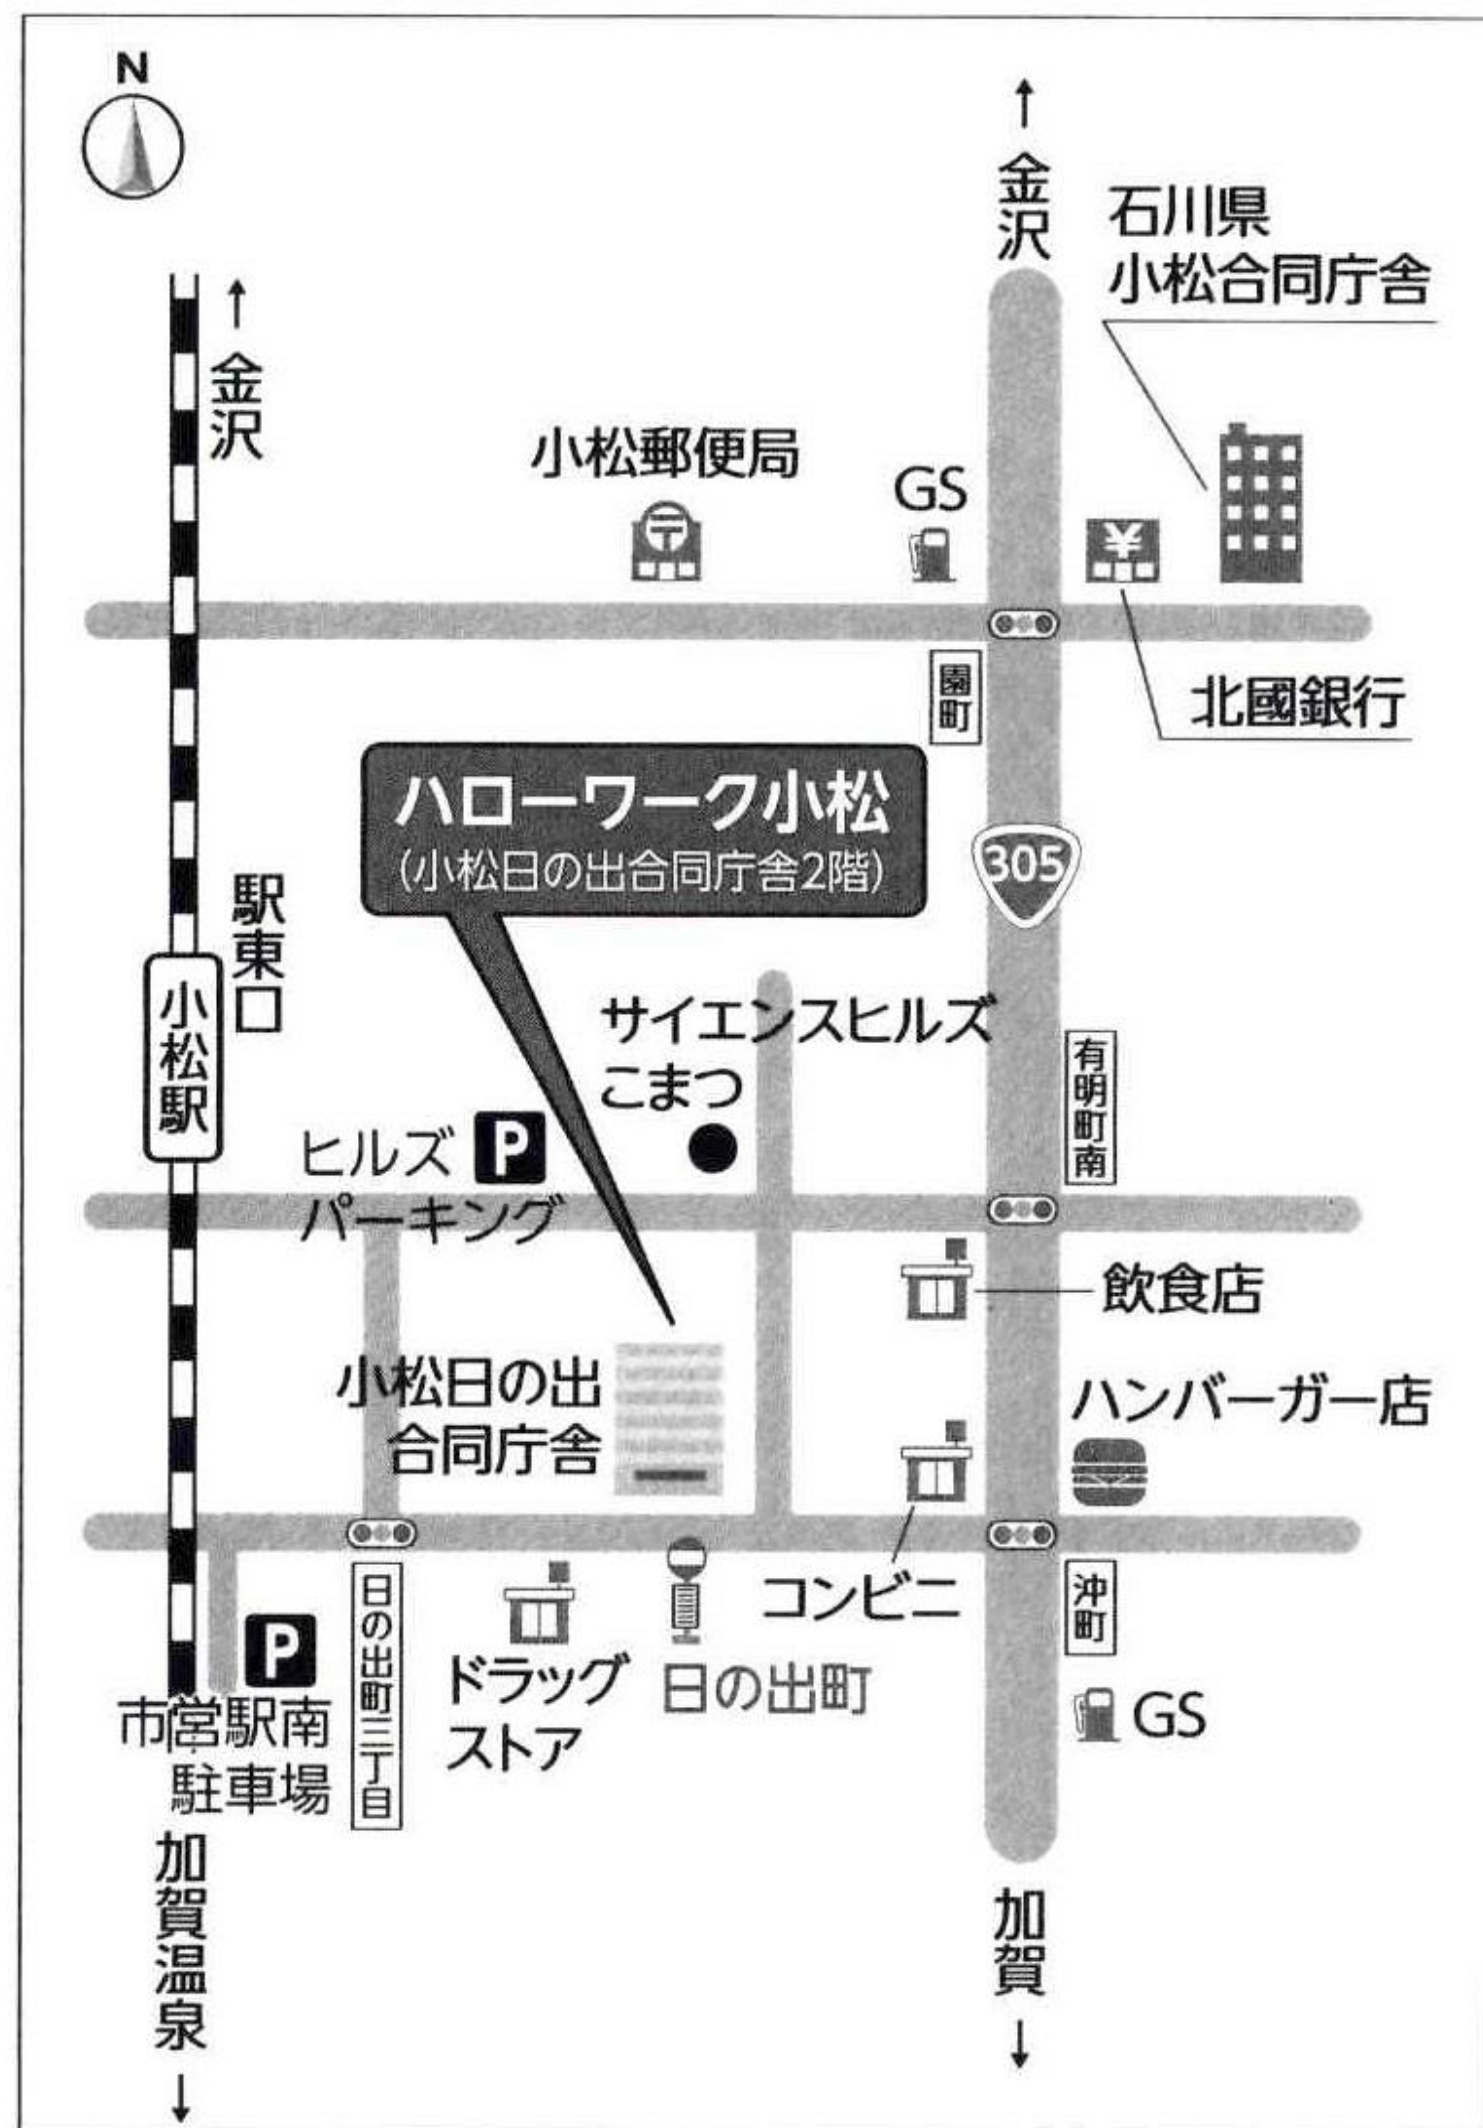 N
↑
金沢
石川県
小松合同庁舎
↑
金沢
小松郵便局
〒
GS
¥
園町
北國銀行
ハローワーク小松
(小松日の出合同庁舎2階)
305
駅東口
小松駅
サイエンスヒルズ
こまつ
有明町南
ヒルズ
パーキング
P
飲食店
小松日の出
合同庁舎
ハンバーガー店
コンビニ
沖町
日の出町三丁目
P
市営駅南
駐車場
ドラッグ
ストア
日の出町
GS
加賀温泉
↓
加賀
↓